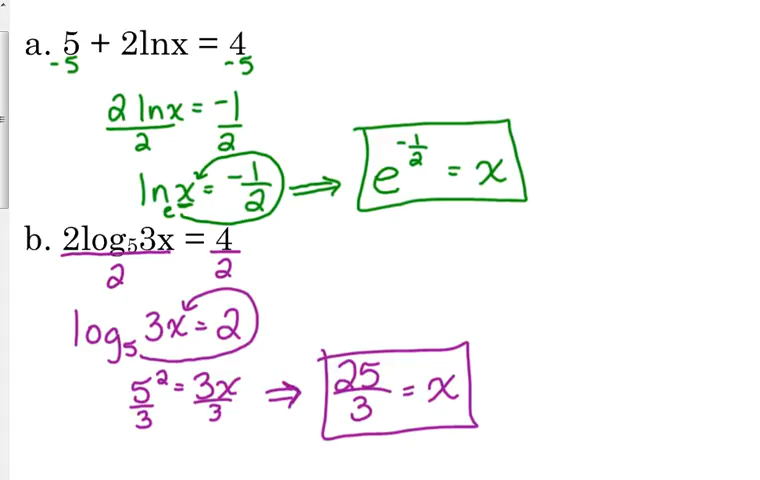 a. 5 + 2lnx = 4
-5 -5
2 lnx = -1
2 2
ln x = -1/2 ⇒ e^(-1/2) = x
e
b. 2log₅3x = 4
2 2
log₅ 3x = 2
5² = 3x ⇒ 25/3 = x
3 3